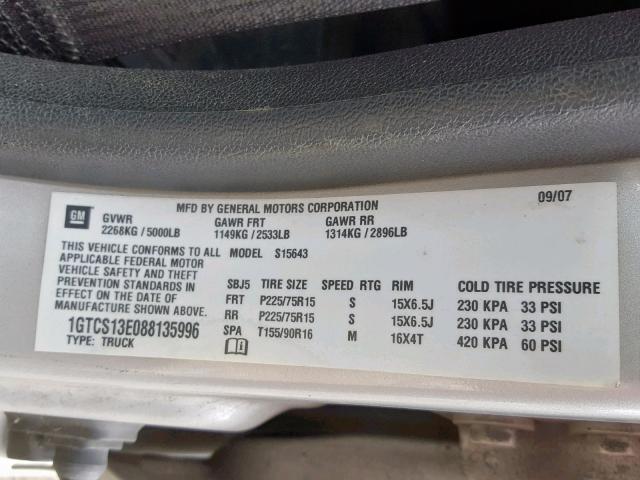 MFD BY GENERAL MOTORS CORPORATION 09/07
GM GVWR GAWR FRT GAWR RR
2268KG / 5000LB 1149KG / 2533LB 1314KG / 2896LB
THIS VEHICLE CONFORMS TO ALL MODEL S15643
APPLICABLE FEDERAL MOTOR
VEHICLE SAFETY AND THEFT
PREVENTION STANDARDS IN
EFFECT ON THE DATE OF
MANUFACTURE SHOWN ABOVE.
1GTCS13E088135996
TYPE: TRUCK
SBJ5 TIRE SIZE SPEED RTG RIM COLD TIRE PRESSURE
FRT P225/75R15 S 15X6.5J 230 KPA 33 PSI
RR P225/75R15 S 15X6.5J 230 KPA 33 PSI
SPA T155/90R16 M 16X4T 420 KPA 60 PSI